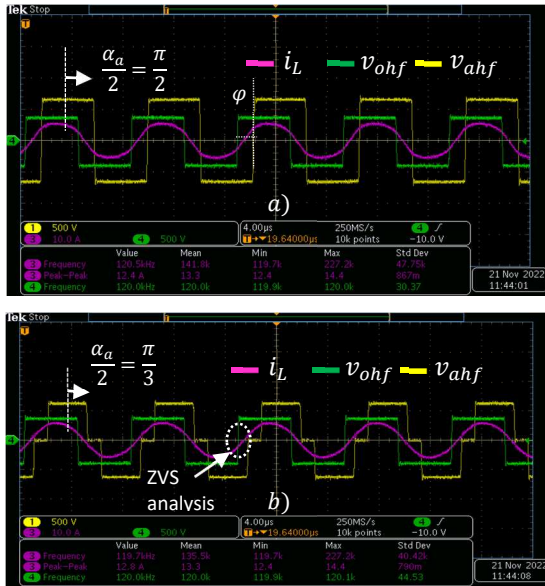 Tek Stop
α_a/2 = π/2
i_L v_ohf v_ahf
φ
a)
1 500 V
3 10.0 A 4 500 V
4.00μs 250MS/s 4
T→▼19.64000μs 10k points -10.0 V
Value Mean Min Max Std Dev
3 Frequency 120.5kHz 141.8k 119.7k 227.2k 47.75k
3 Peak-Peak 12.4 A 13.3 12.4 14.4 867m
4 Frequency 120.0kHz 120.0k 119.9k 120.0k 30.37
21 Nov 2022
11:44:01
Tek Stop
α_a/2 = π/3
i_L v_ohf v_ahf
ZVS
analysis
b)
1 500 V
3 10.0 A 4 500 V
4.00μs 250MS/s 4
T→▼19.64000μs 10k points -10.0 V
Value Mean Min Max Std Dev
3 Frequency 119.7kHz 135.5k 119.7k 227.2k 40.42k
3 Peak-Peak 12.8 A 13.3 12.4 14.4 790m
4 Frequency 120.0kHz 120.0k 119.9k 120.1k 44.53
21 Nov 2022
11:44:08